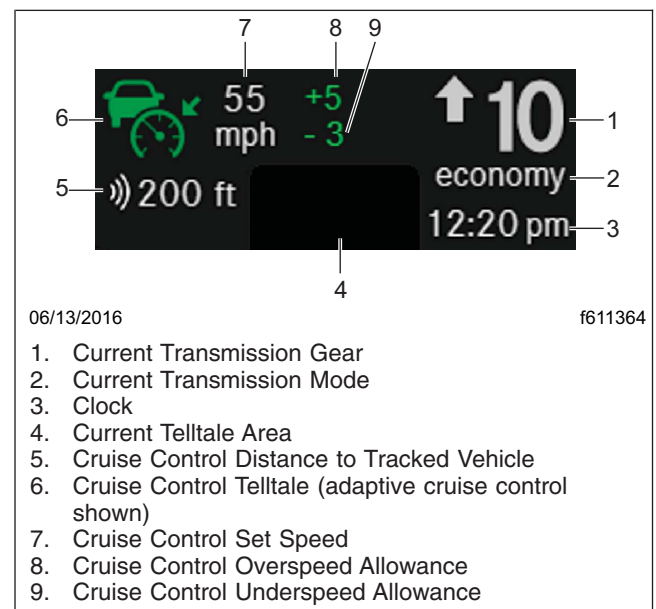 7 8 9
55 +5 10
6 mph - 3 1
economy 2
5 200 ft
12:20 pm 3
4
06/13/2016 f611364
1. Current Transmission Gear
2. Current Transmission Mode
3. Clock
4. Current Telltale Area
5. Cruise Control Distance to Tracked Vehicle
6. Cruise Control Telltale (adaptive cruise control
shown)
7. Cruise Control Set Speed
8. Cruise Control Overspeed Allowance
9. Cruise Control Underspeed Allowance